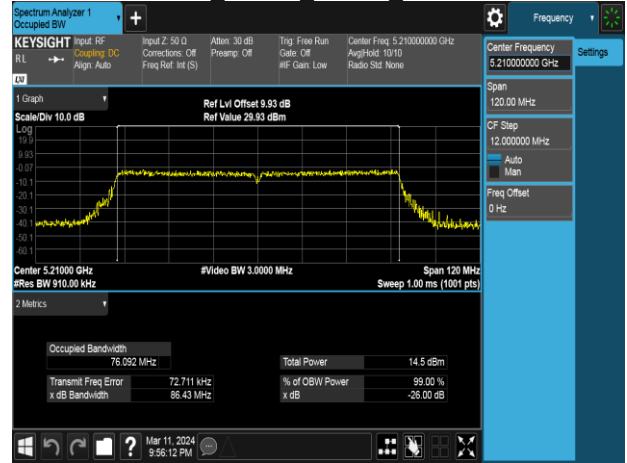 Spectrum Analyzer 1
Occupied BW
Frequency
KEYSIGHT
Input: RF
Coupling: DC
Align: Auto
Input Z: 50 Ω
Corrections: Off
Freq Ref: Int (S)
Atten: 30 dB
Preamp: Off
Trig: Free Run
Gate: Off
#IF Gain: Low
Center Freq: 5.210000000 GHz
Avg|Hold: 10/10
Radio Std: None
RL
LXI
Center Frequency
5.210000000 GHz
Settings
Span
120.00 MHz
CF Step
12.000000 MHz
Auto
Man
Freq Offset
0 Hz
1 Graph
Scale/Div 10.0 dB
Ref Lvl Offset 9.93 dB
Ref Value 29.93 dBm
Log
19.9
9.93
-0.07
-10.1
-20.1
-30.1
-40.1
-50.1
-60.1
Center 5.21000 GHz
#Res BW 910.00 kHz
#Video BW 3.0000 MHz
Span 120 MHz
Sweep 1.00 ms (1001 pts)
2 Metrics
Occupied Bandwidth
76.092 MHz
Total Power 14.5 dBm
Transmit Freq Error 72.711 kHz
% of OBW Power 99.00 %
x dB Bandwidth 86.43 MHz
x dB -26.00 dB
Mar 11, 2024
9:56:12 PM